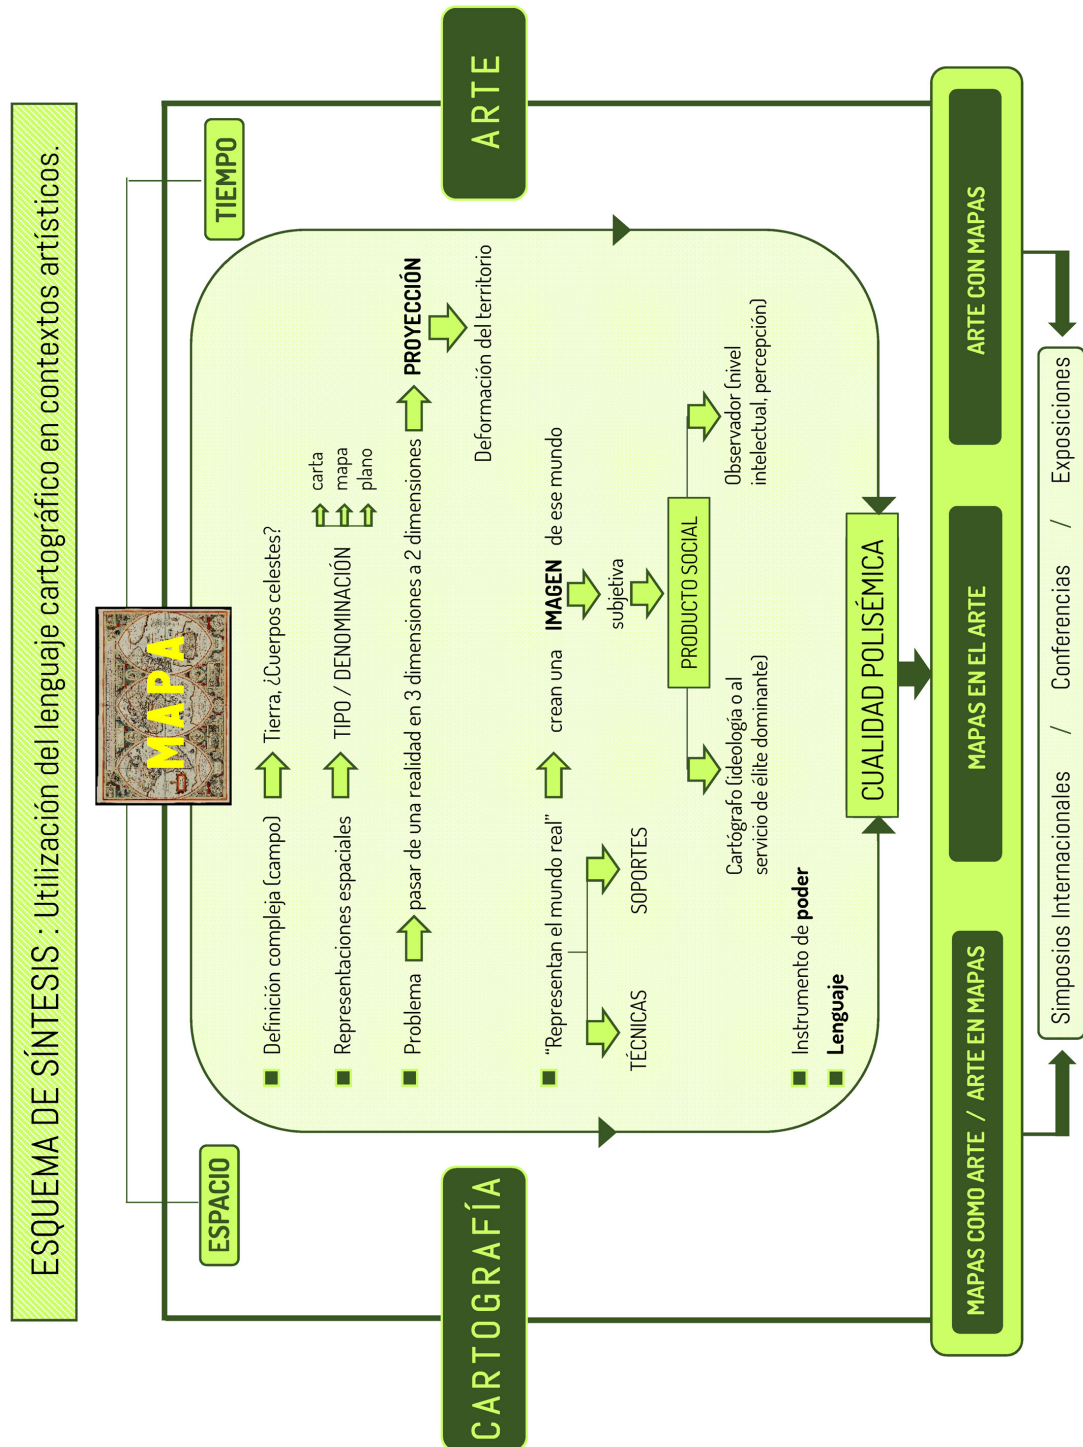 ESQUEMA DE SÍNTESIS : Utilización del lenguaje cartográfico en contextos artísticos.
MAPA
ESPACIO
TIEMPO
CARTOGRAFÍA
ARTE
Definición compleja (campo)
Tierra, ¿Cuerpos celestes?
Representaciones espaciales
TIPO / DENOMINACIÓN
carta
mapa
plano
Problema
pasar de una realidad en 3 dimensiones a 2 dimensiones
PROYECCIÓN
Deformación del territorio
"Representan el mundo real"
crean una IMAGEN de ese mundo
TÉCNICAS
SOPORTES
subjetiva
PRODUCTO SOCIAL
Cartógrafo (ideología o al
servicio de élite dominante)
Observador (nivel
intelectual, percepción)
Instrumento de poder
Lenguaje
CUALIDAD POLISÉMICA
MAPAS COMO ARTE / ARTE EN MAPAS
MAPAS EN EL ARTE
ARTE CON MAPAS
Simposios Internacionales / Conferencias / Exposiciones